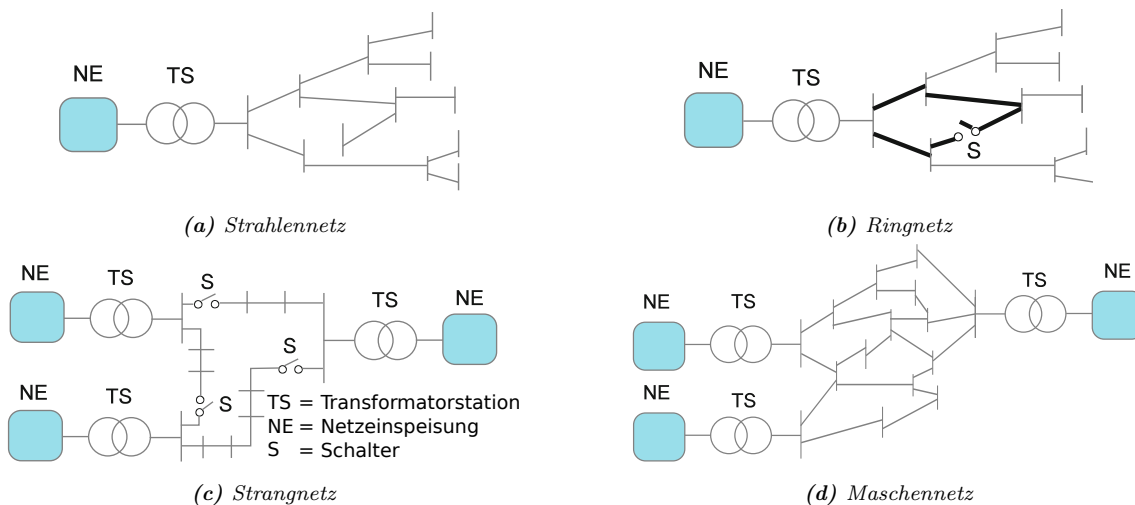 NE
TS
(a) Strahlennetz
NE
TS
S
(b) Ringnetz
NE
TS
S
TS
NE
S
NE
TS
S
TS = Transformatorstation
NE = Netzeinspeisung
S = Schalter
(c) Strangnetz
NE
TS
TS
NE
NE
TS
(d) Maschennetz